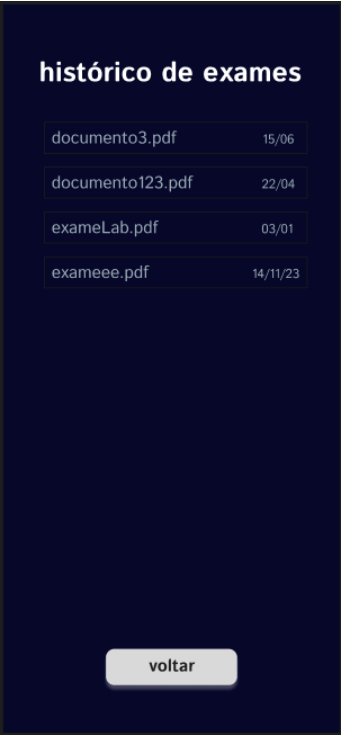 histórico de exames
documento3.pdf 15/06
documento123.pdf 22/04
exameLab.pdf 03/01
exameee.pdf 14/11/23
voltar